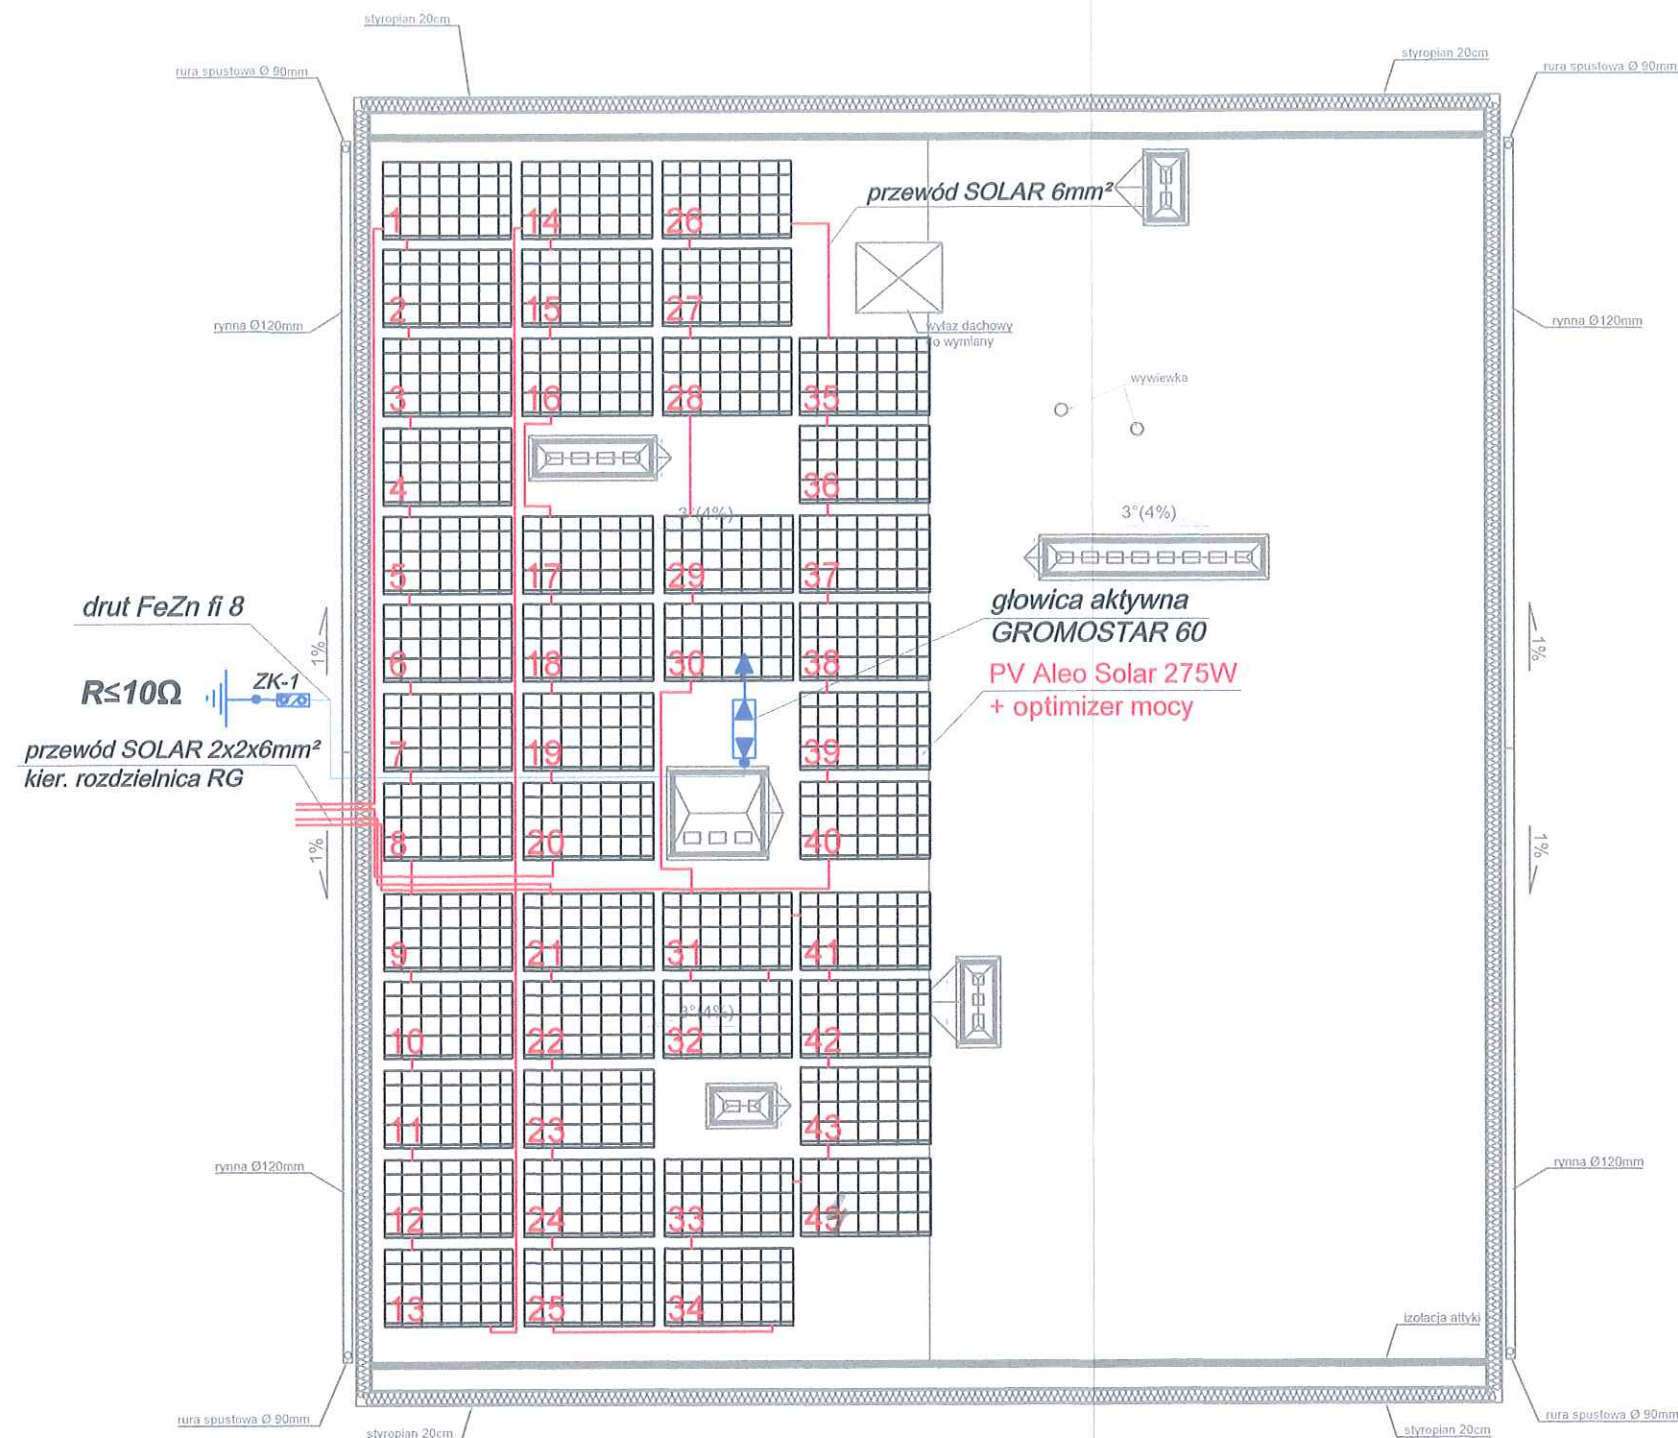 styropian 20cm
styropian 20cm
rura spustowa Ø 90mm
rura spustowa Ø 90mm
1
14
26
przewód SOLAR 6mm²
2
15
27
rynna Ø120mm
wyłaz dachowy
do wymiany
rynna Ø120mm
3
16
28
35
wywiewka
4
36
3°(4%)
3°(4%)
5
17
29
37
drut FeZn fi 8
głowica aktywna
GROMOSTAR 60
1%
1%
6
18
30
38
R≤10Ω
ZK-1
PV Aleo Solar 275W
+ optimizer mocy
przewód SOLAR 2x2x6mm²
kier. rozdzielnica RG
7
19
39
8
20
40
1%
1%
9
21
31
41
3°(4%)
10
22
32
42
11
23
43
rynna Ø120mm
rynna Ø120mm
12
24
33
13
25
34
izolacja attyki
rura spustowa Ø 90mm
rura spustowa Ø 90mm
styropian 20cm
styropian 20cm